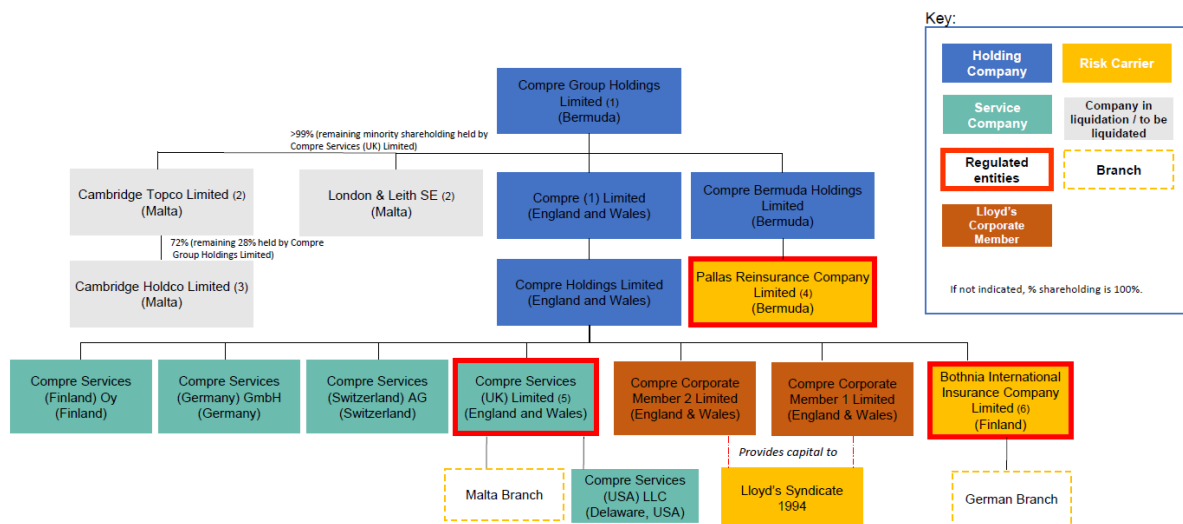 Key:
Holding
Company
Risk Carrier
Service
Company
Company in
liquidation / to be
liquidated
Regulated
entities
Branch
Lloyd's
Corporate
Member
If not indicated, % shareholding is 100%.
Compre Group Holdings
Limited (1)
(Bermuda)
>99% (remaining minority shareholding held by
Compre Services (UK) Limited)
Cambridge Topco Limited (2)
(Malta)
London & Leith SE (2)
(Malta)
Compre (1) Limited
(England and Wales)
Compre Bermuda Holdings
Limited
(Bermuda)
72% (remaining 28% held by Compre
Group Holdings Limited)
Cambridge Holdco Limited (3)
(Malta)
Compre Holdings Limited
(England and Wales)
Pallas Reinsurance Company
Limited (4)
(Bermuda)
Compre Services
(Finland) Oy
(Finland)
Compre Services
(Germany) GmbH
(Germany)
Compre Services
(Switzerland) AG
(Switzerland)
Compre Services
(UK) Limited (5)
(England and Wales)
Compre Corporate
Member 2 Limited
(England & Wales)
Compre Corporate
Member 1 Limited
(England & Wales)
Bothnia International
Insurance Company
Limited (6)
(Finland)
Provides capital to
Malta Branch
Compre Services
(USA) LLC
(Delaware, USA)
Lloyd's Syndicate
1994
German Branch